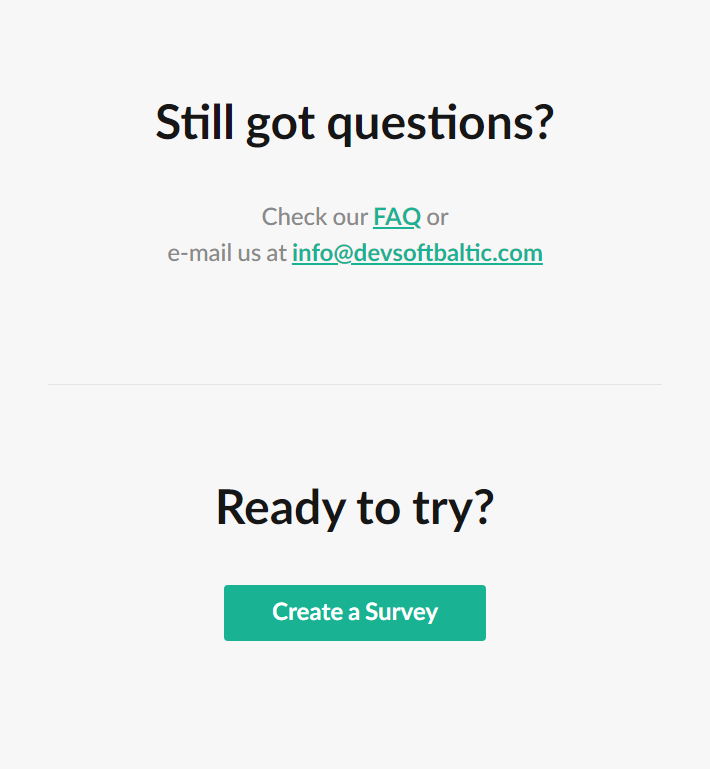 Still got questions?
Check our FAQ or
e-mail us at info@devsoftbaltic.com
Ready to try?
Create a Survey